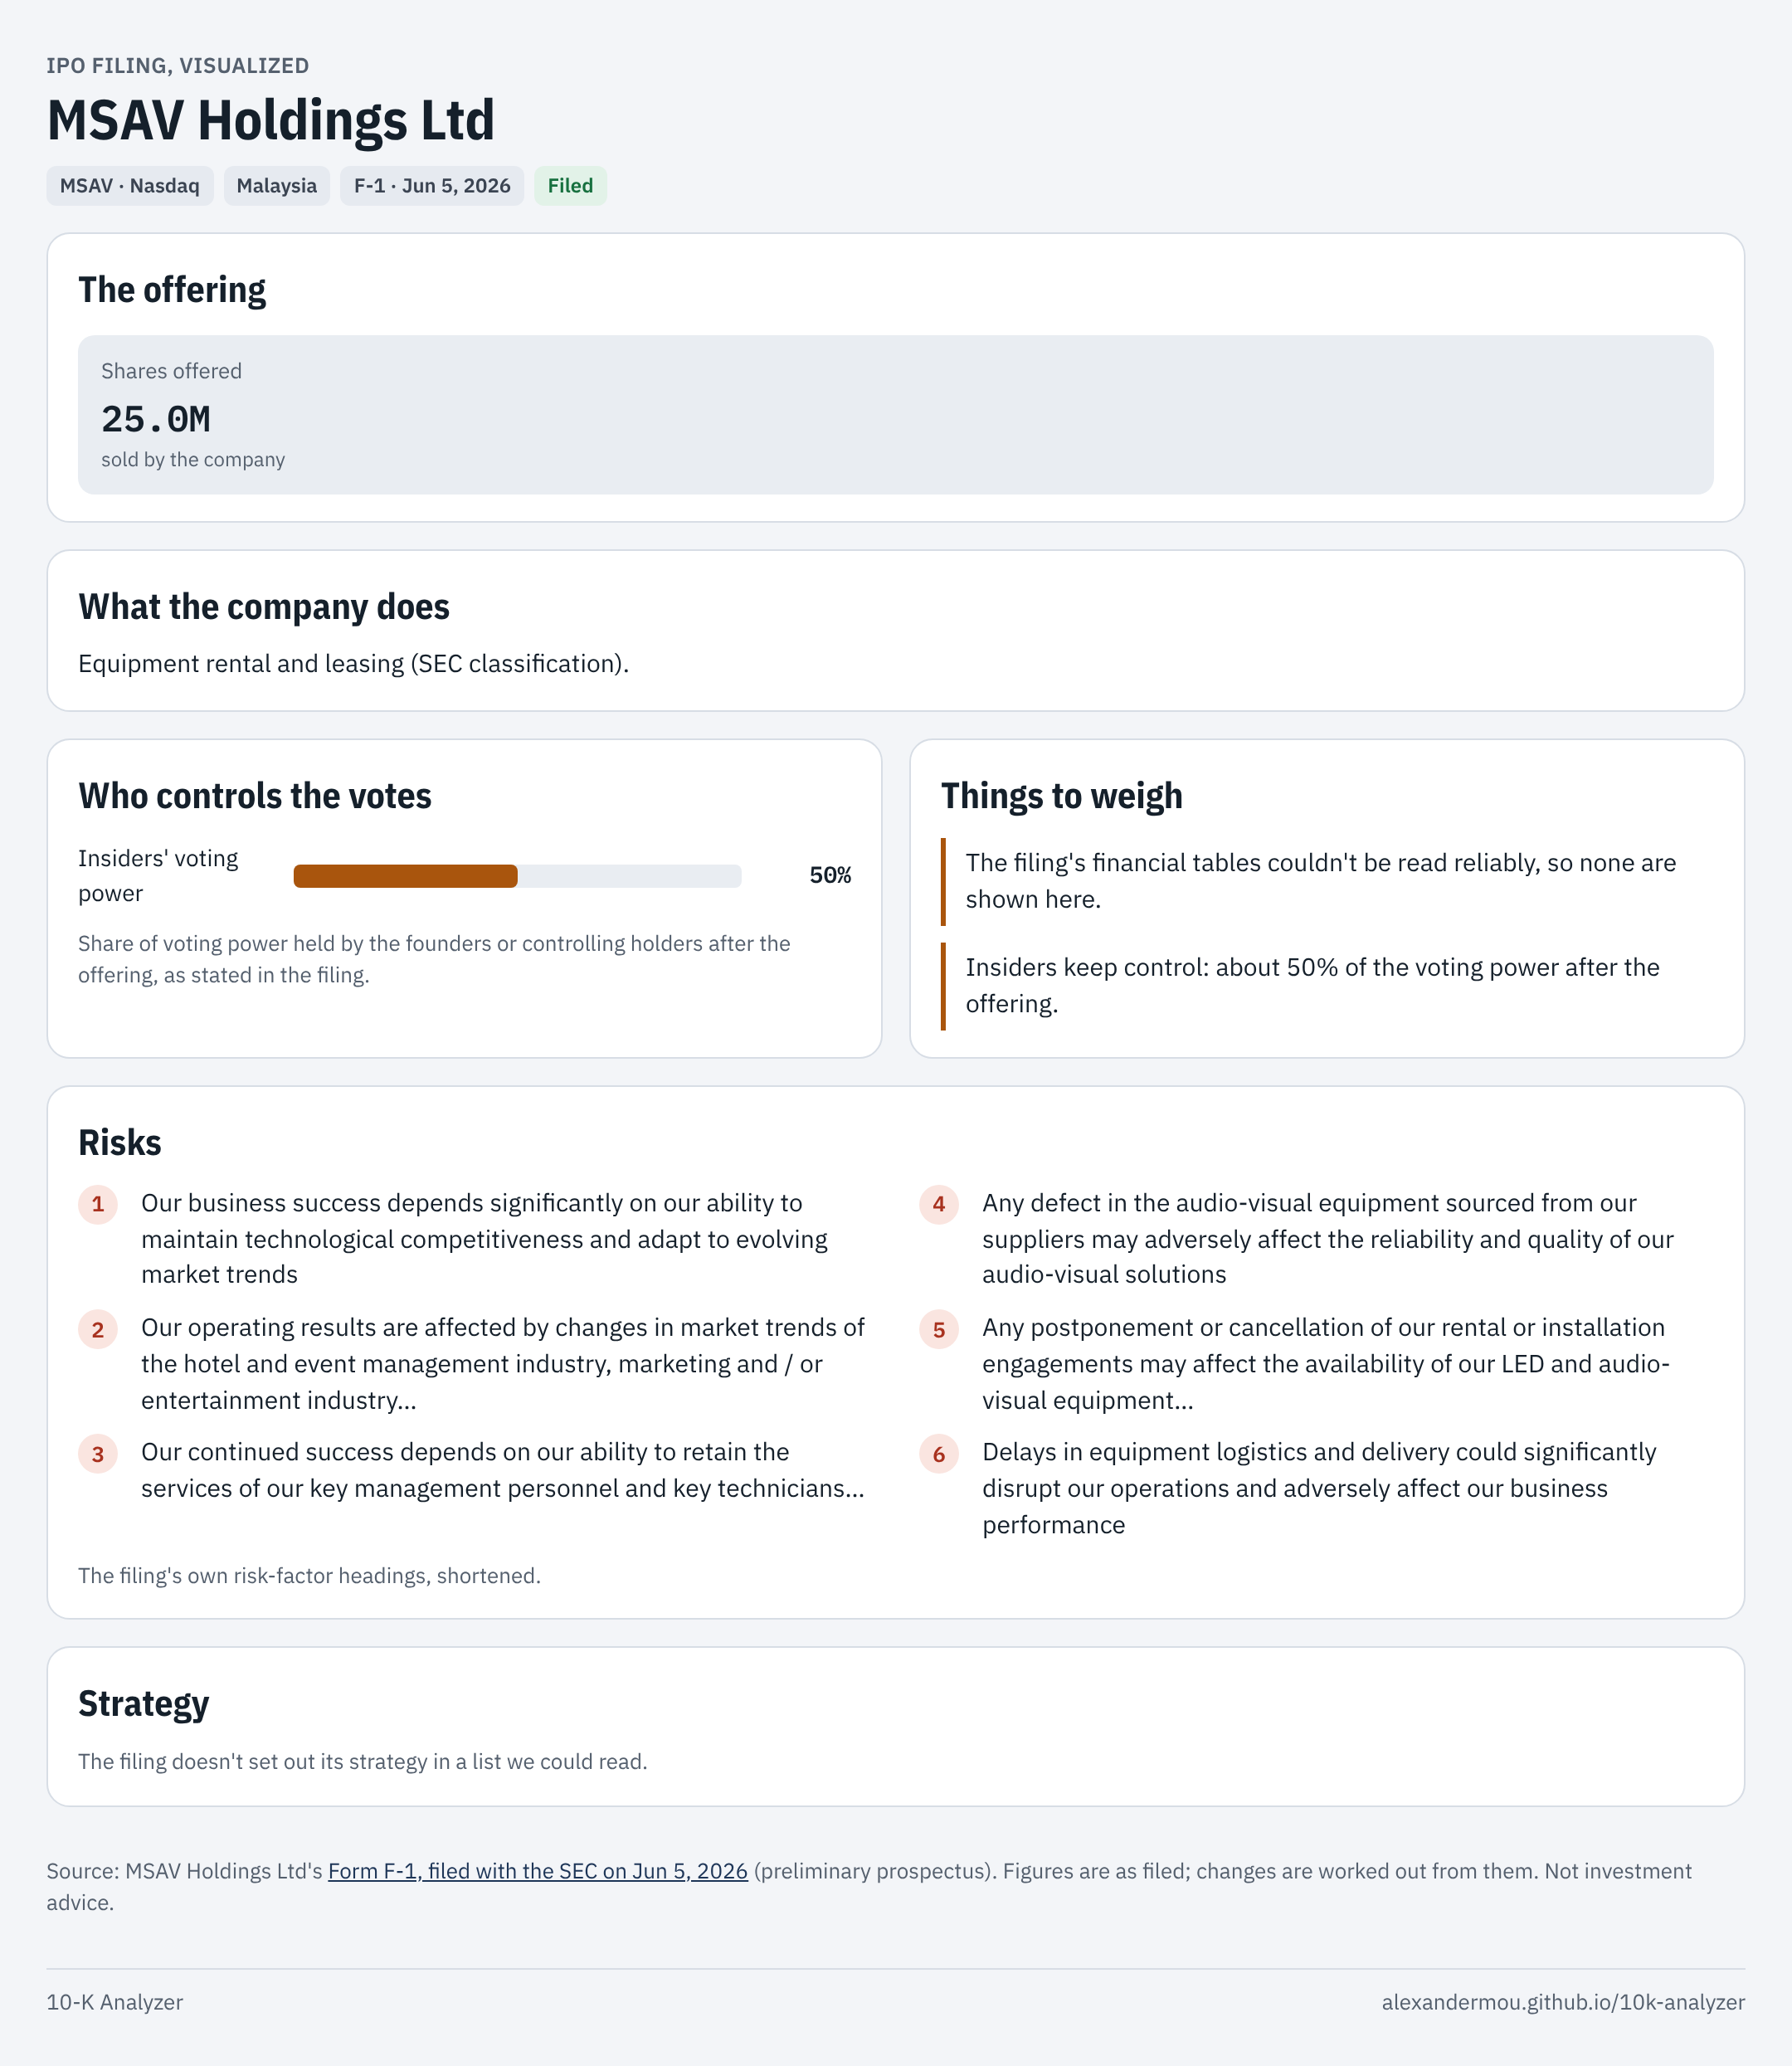 IPO FILING, VISUALIZED
MSAV Holdings Ltd
MSAV · Nasdaq
Malaysia
F-1 · Jun 5, 2026
Filed
The offering
Shares offered
25.0M
sold by the company
What the company does
Equipment rental and leasing (SEC classification).
Who controls the votes
Insiders' voting
power
50%
Share of voting power held by the founders or controlling holders after the
offering, as stated in the filing.
Things to weigh
The filing's financial tables couldn't be read reliably, so none are
shown here.
Insiders keep control: about 50% of the voting power after the
offering.
Risks
1
Our business success depends significantly on our ability to
maintain technological competitiveness and adapt to evolving
market trends
2
Our operating results are affected by changes in market trends of
the hotel and event management industry, marketing and / or
entertainment industry…
3
Our continued success depends on our ability to retain the
services of our key management personnel and key technicians…
4
Any defect in the audio-visual equipment sourced from our
suppliers may adversely affect the reliability and quality of our
audio-visual solutions
5
Any postponement or cancellation of our rental or installation
engagements may affect the availability of our LED and audio-
visual equipment…
6
Delays in equipment logistics and delivery could significantly
disrupt our operations and adversely affect our business
performance
The filing's own risk-factor headings, shortened.
Strategy
The filing doesn't set out its strategy in a list we could read.
Source: MSAV Holdings Ltd's Form F-1, filed with the SEC on Jun 5, 2026 (preliminary prospectus). Figures are as filed; changes are worked out from them. Not investment
advice.
10-K Analyzer
alexandermou.github.io/10k-analyzer